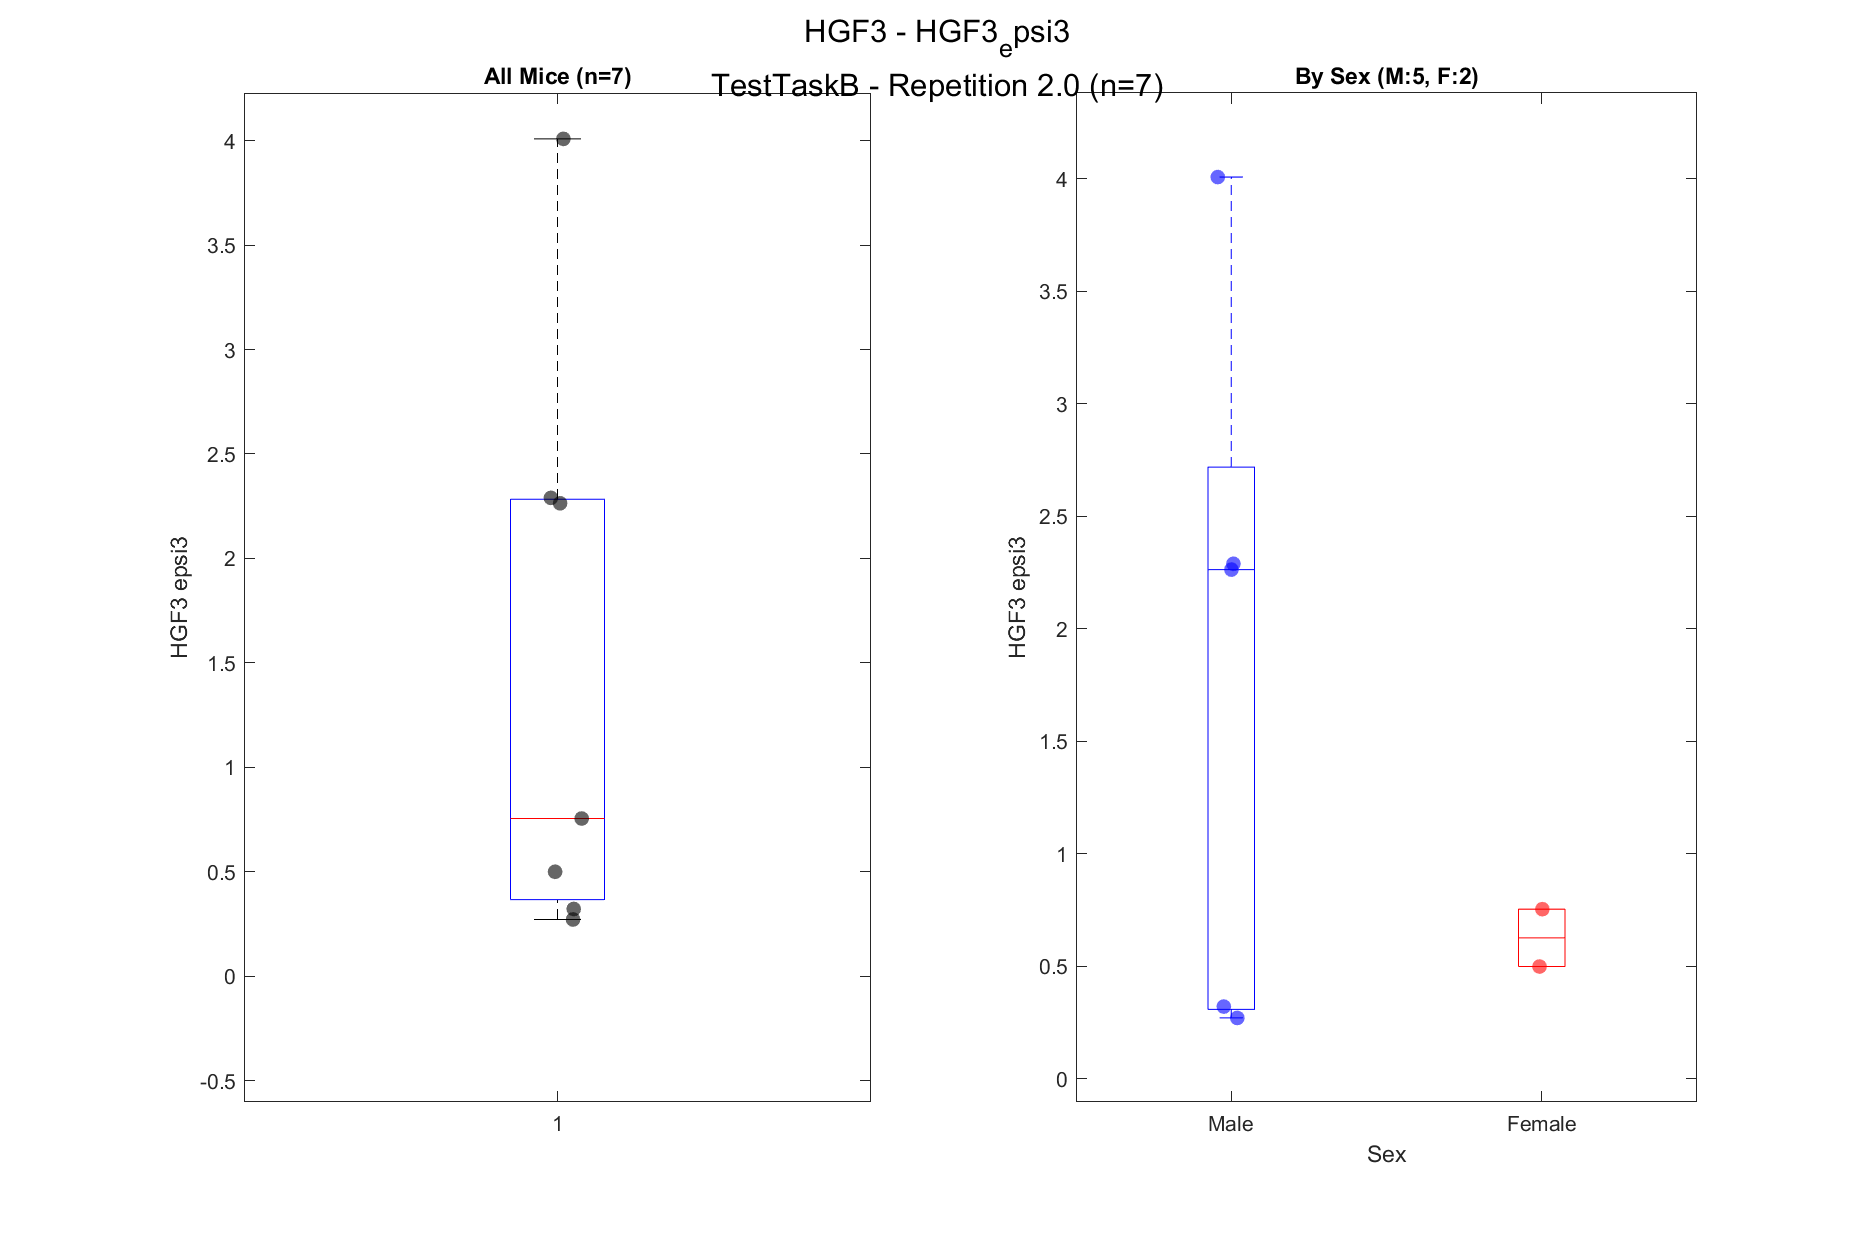 HGF3 - HGF3_epsi3
TestTaskB - Repetition 2.0 (n=7)
All Mice (n=7)
HGF3 epsi3
4
3.5
3
2.5
2
1.5
1
0.5
0
-0.5
1
By Sex (M:5, F:2)
HGF3 epsi3
4
3.5
3
2.5
2
1.5
1
0.5
0
Male Female
Sex